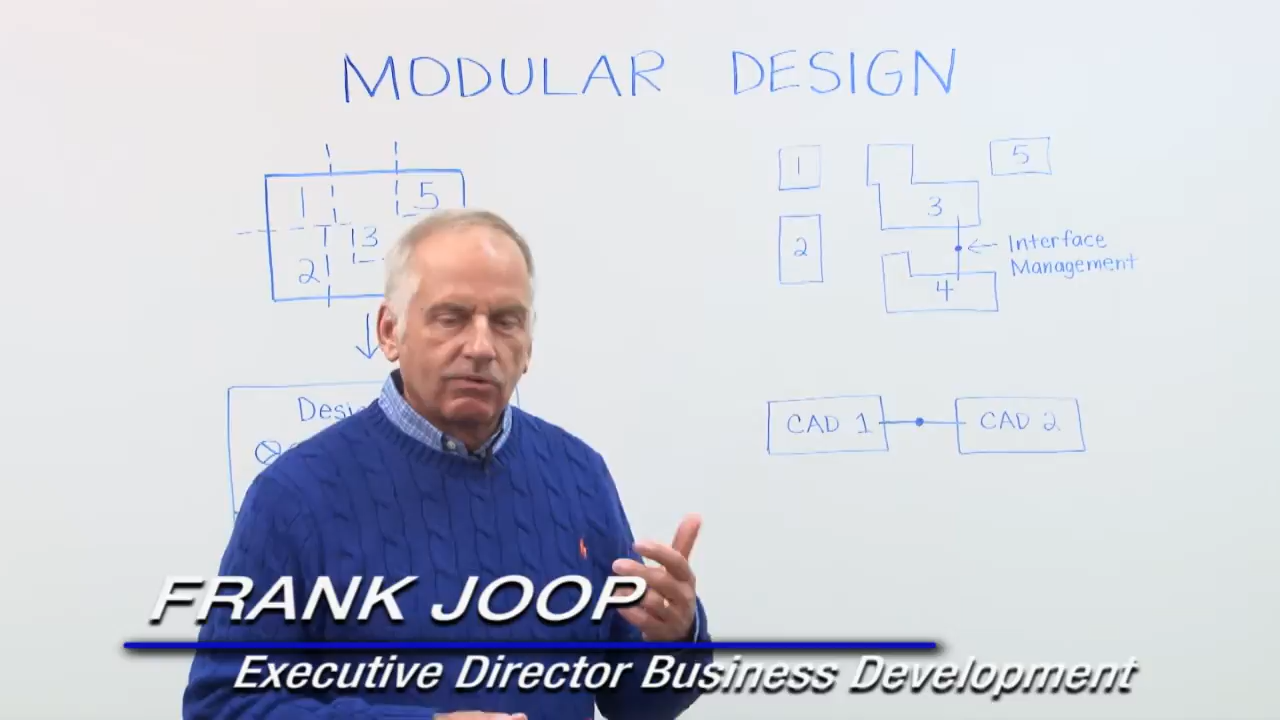 MODULAR DESIGN
1
5
3
2
1
2
3
4
5
Interface
Management
CAD 1
CAD 2
FRANK JOOP
Executive Director Business Development